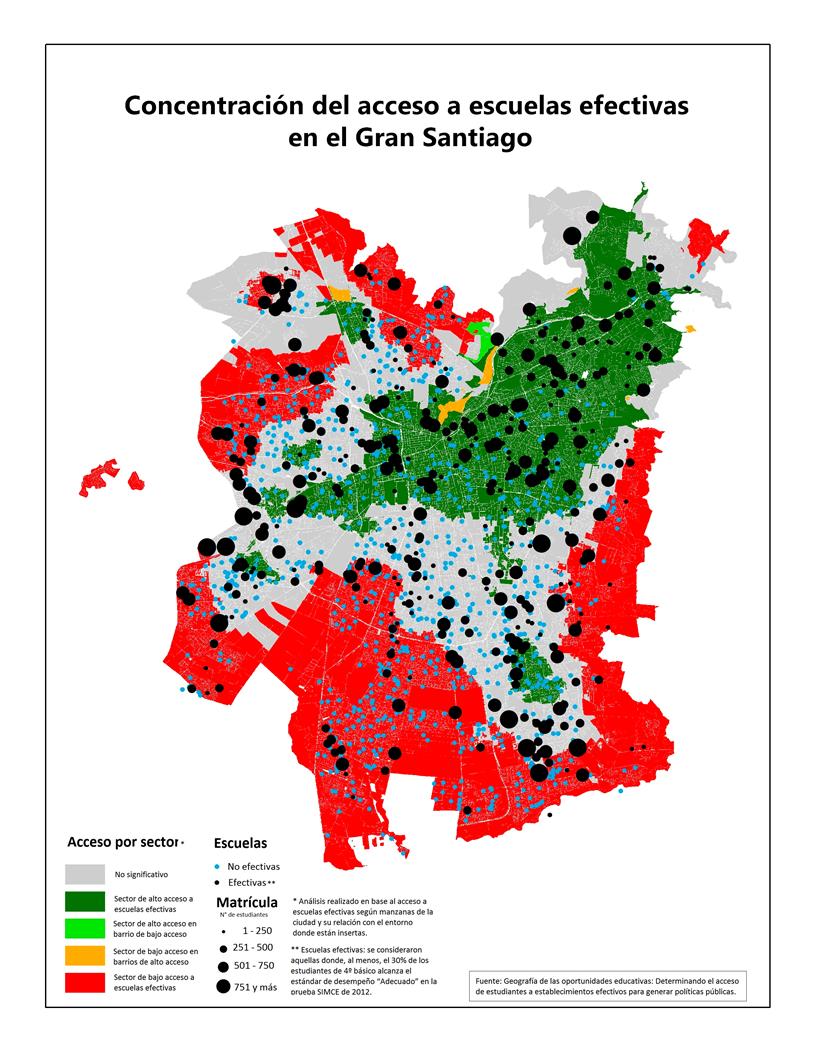 Concentración del acceso a escuelas efectivas
en el Gran Santiago
Acceso por sector*
No significativo
Sector de alto acceso a
escuelas efectivas
Sector de alto acceso en
barrio de bajo acceso
Sector de bajo acceso en
barrios de alto acceso
Sector de bajo acceso a
escuelas efectivas
Escuelas
No efectivas
Efectivas**
Matrícula
N° de estudiantes
1 - 250
251 - 500
501 - 750
751 y más
* Análisis realizado en base al acceso a
escuelas efectivas según manzanas de la
ciudad y su relación con el entorno
donde están insertas.
** Escuelas efectivas: se consideraron
aquellas donde, al menos, el 30% de los
estudiantes de 4º básico alcanza el
estándar de desempeño "Adecuado" en la
prueba SIMCE de 2012.
Fuente: Geografía de las oportunidades educativas: Determinando el acceso
de estudiantes a establecimientos efectivos para generar políticas públicas.